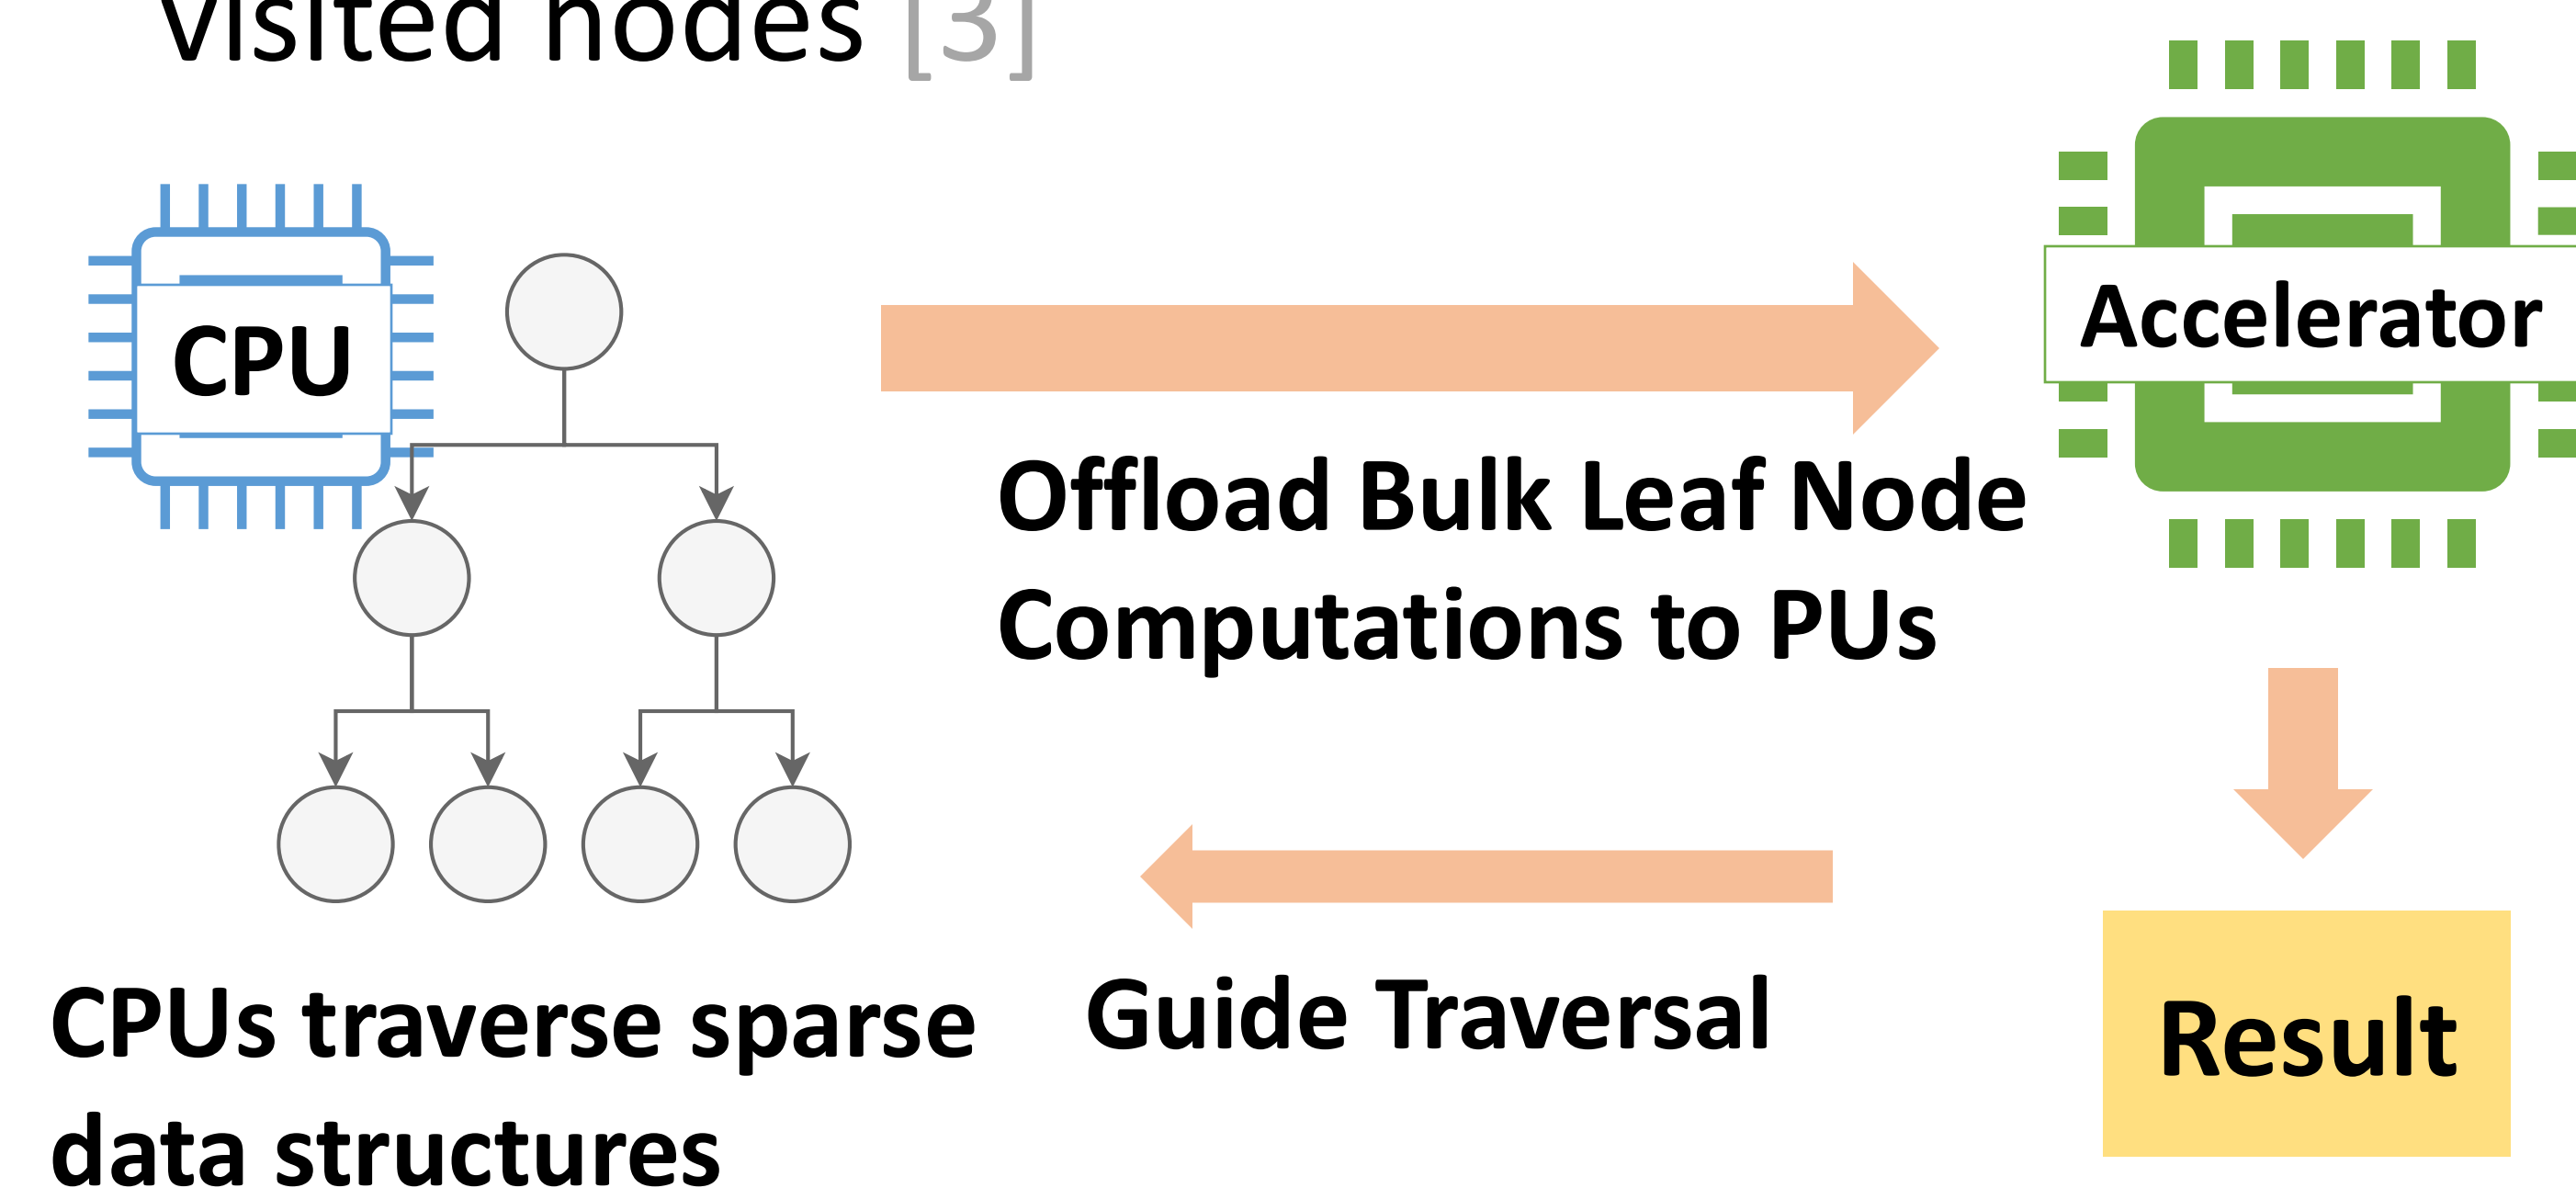 visited nodes [3]
CPU
Accelerator
Offload Bulk Leaf Node
Computations to PUs
CPUs traverse sparse
data structures
Guide Traversal
Result